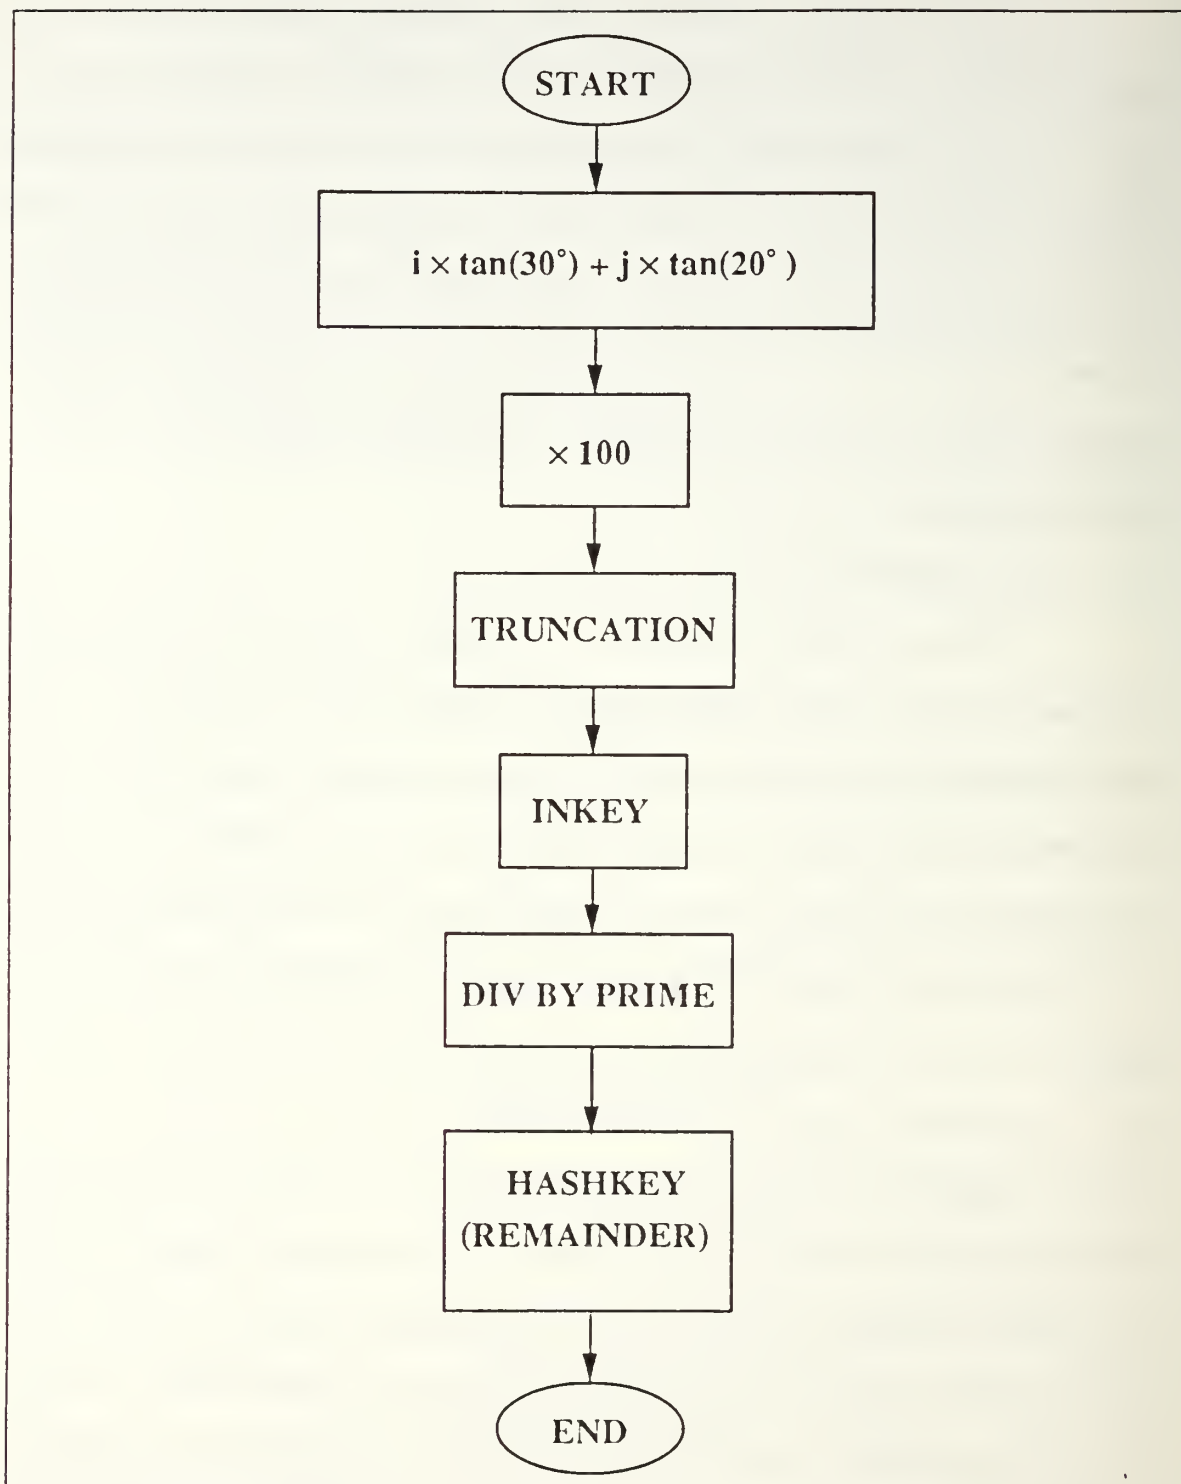 START
i × tan(30°) + j × tan(20°)
× 100
TRUNCATION
INKEY
DIV BY PRIME
HASHKEY
(REMAINDER)
END